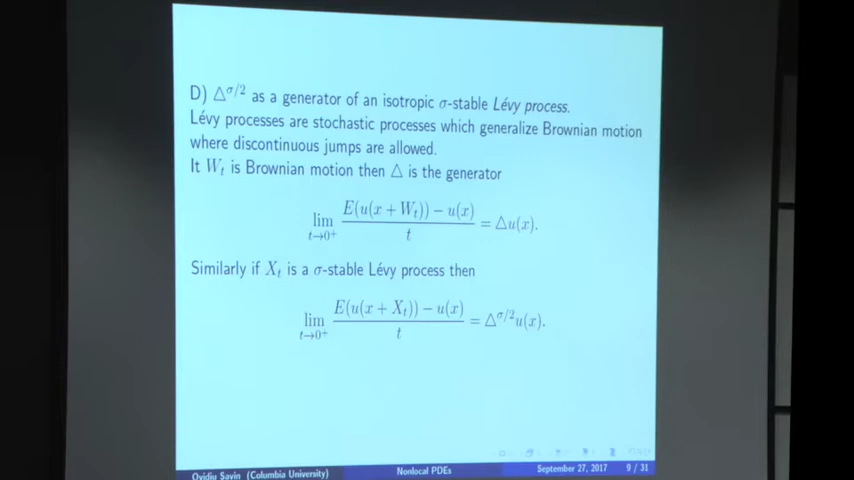 D) △^{σ/2} as a generator of an isotropic σ-stable Lévy process.
Lévy processes are stochastic processes which generalize Brownian motion
where discontinuous jumps are allowed.
It W_t is Brownian motion then △ is the generator
lim_{t→0⁺} E(u(x + W_t)) − u(x) / t = △u(x).
Similarly if X_t is a σ-stable Lévy process then
lim_{t→0⁺} E(u(x + X_t)) − u(x) / t = △^{σ/2}u(x).
Ovidiu Savin (Columbia University) Nonlocal PDEs September 27, 2017 9 / 31